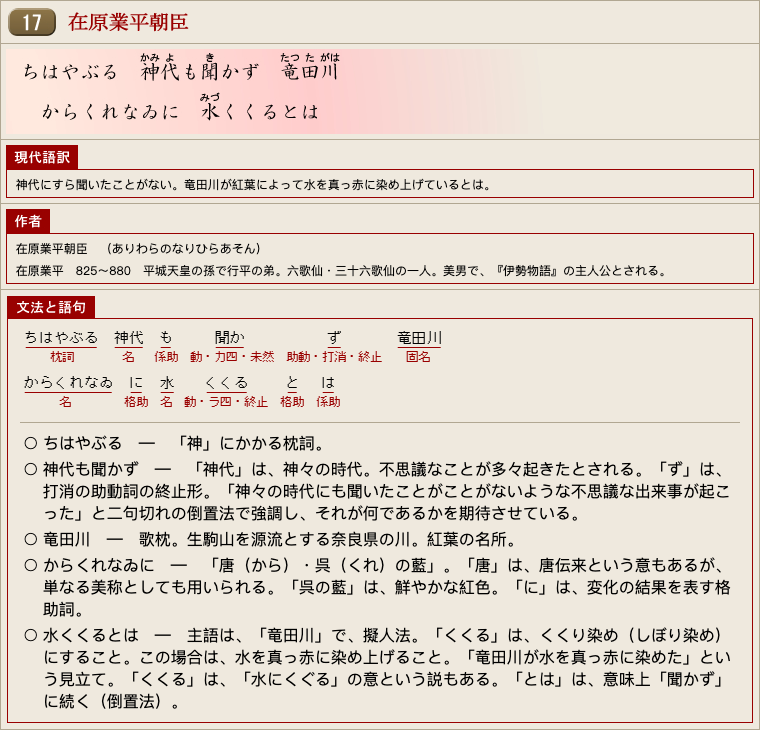 17 在原業平朝臣
かみ よ き たつ た がは
ちはやぶる 神代も聞かず 竜田川
みづ
からくれなゐに 水くくるとは
現代語訳
神代にすら聞いたことがない。竜田川が紅葉によって水を真っ赤に染め上げているとは。
作者
在原業平朝臣 （ありわらのなりひらあそん）
在原業平 825～880 平城天皇の孫で行平の弟。六歌仙・三十六歌仙の一人。美男で、『伊勢物語』の主人公とされる。
文法と語句
ちはやぶる 神代 も 聞か ず 竜田川
枕詞 名 係助 動・カ四・未然 助動・打消・終止 固名
からくれなゐ に 水 くくる と は
名 格助 名 動・ラ四・終止 格助 係助
○ ちはやぶる ― 「神」にかかる枕詞。
○ 神代も聞かず ― 「神代」は、神々の時代。不思議なことが多々起きたとされる。「ず」は、
打消の助動詞の終止形。「神々の時代にも聞いたことがことがないような不思議な出来事が起こ
った」と二句切れの倒置法で強調し、それが何であるかを期待させている。
○ 竜田川 ― 歌枕。生駒山を源流とする奈良県の川。紅葉の名所。
○ からくれなゐに ― 「唐（から）・呉（くれ）の藍」。「唐」は、唐伝来という意もあるが、
単なる美称としても用いられる。「呉の藍」は、鮮やかな紅色。「に」は、変化の結果を表す格
助詞。
○ 水くくるとは ― 主語は、「竜田川」で、擬人法。「くくる」は、くくり染め（しぼり染め）
にすること。この場合は、水を真っ赤に染め上げること。「竜田川が水を真っ赤に染めた」とい
う見立て。「くくる」は、「水にくぐる」の意という説もある。「とは」は、意味上「聞かず」
に続く（倒置法）。